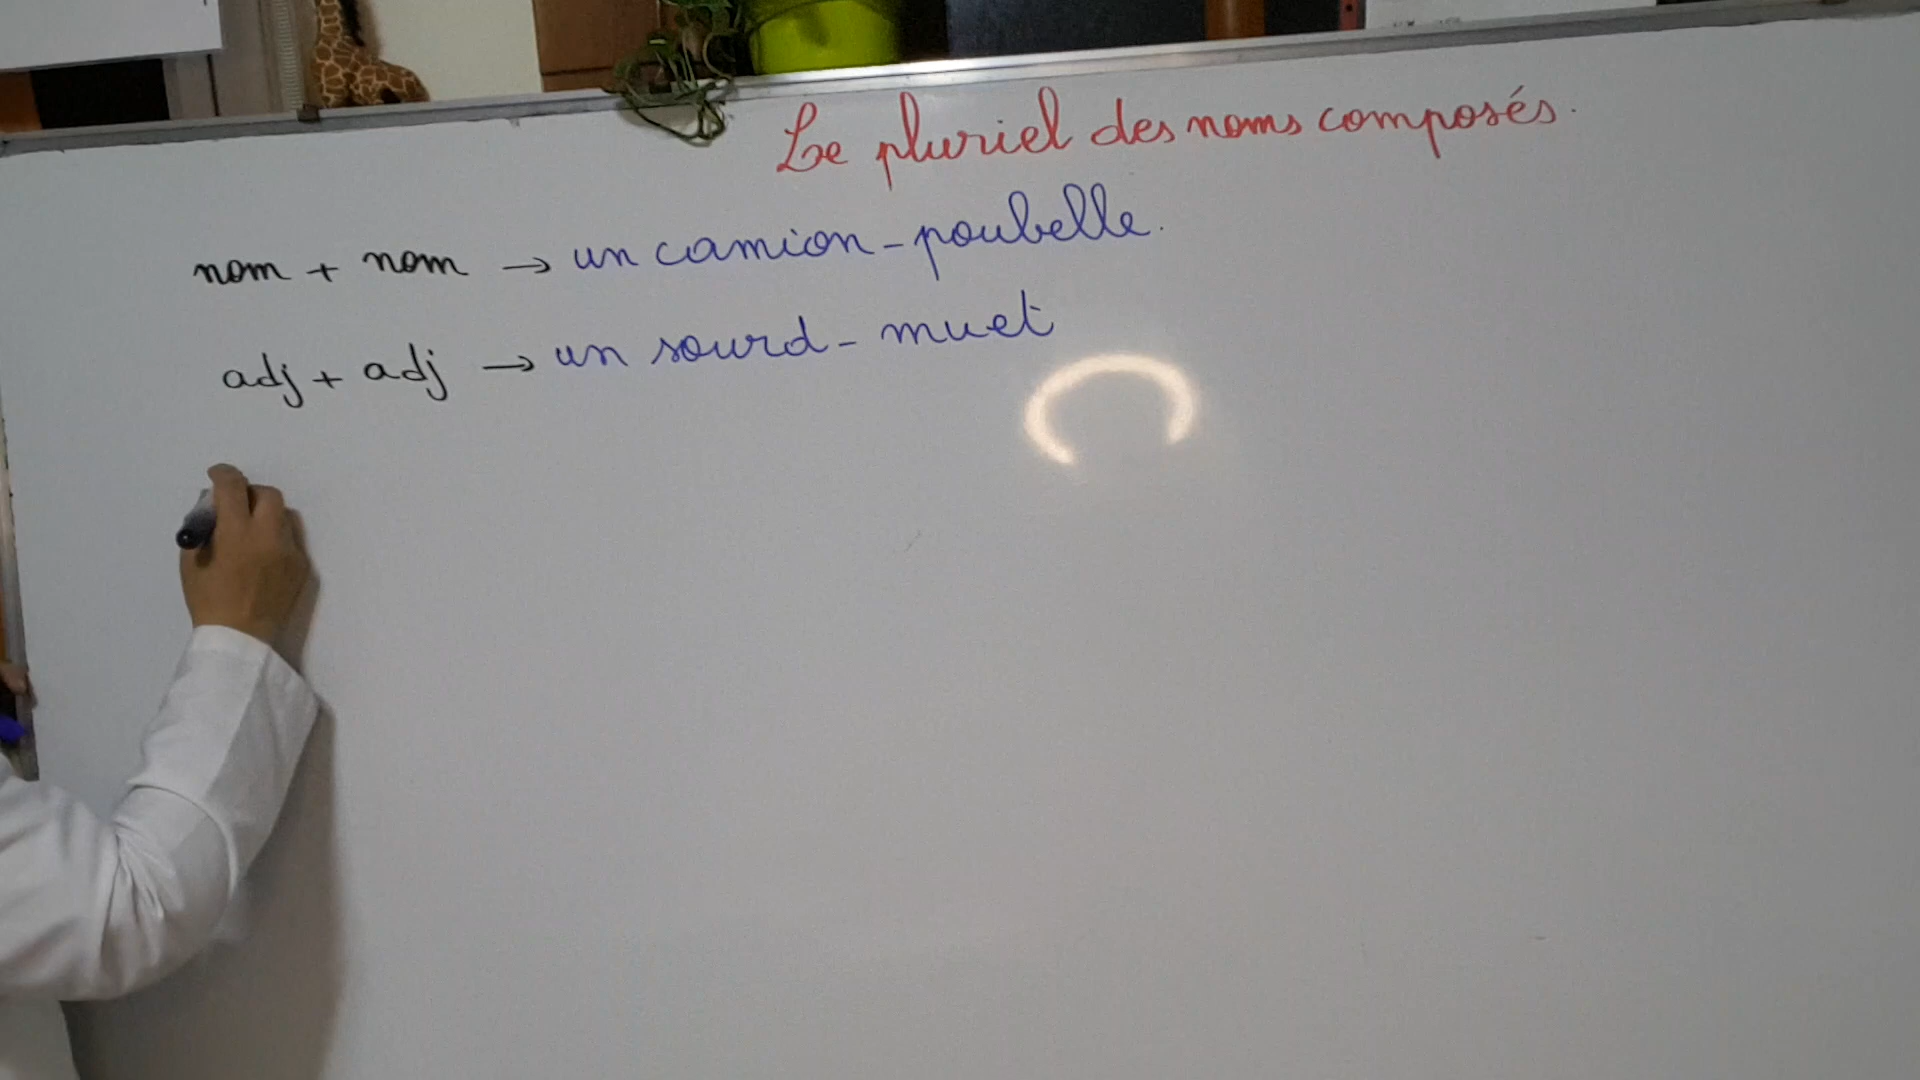 Le pluriel des noms composés.
nom + nom → un camion-poubelle.
adj + adj → un sourd-muet